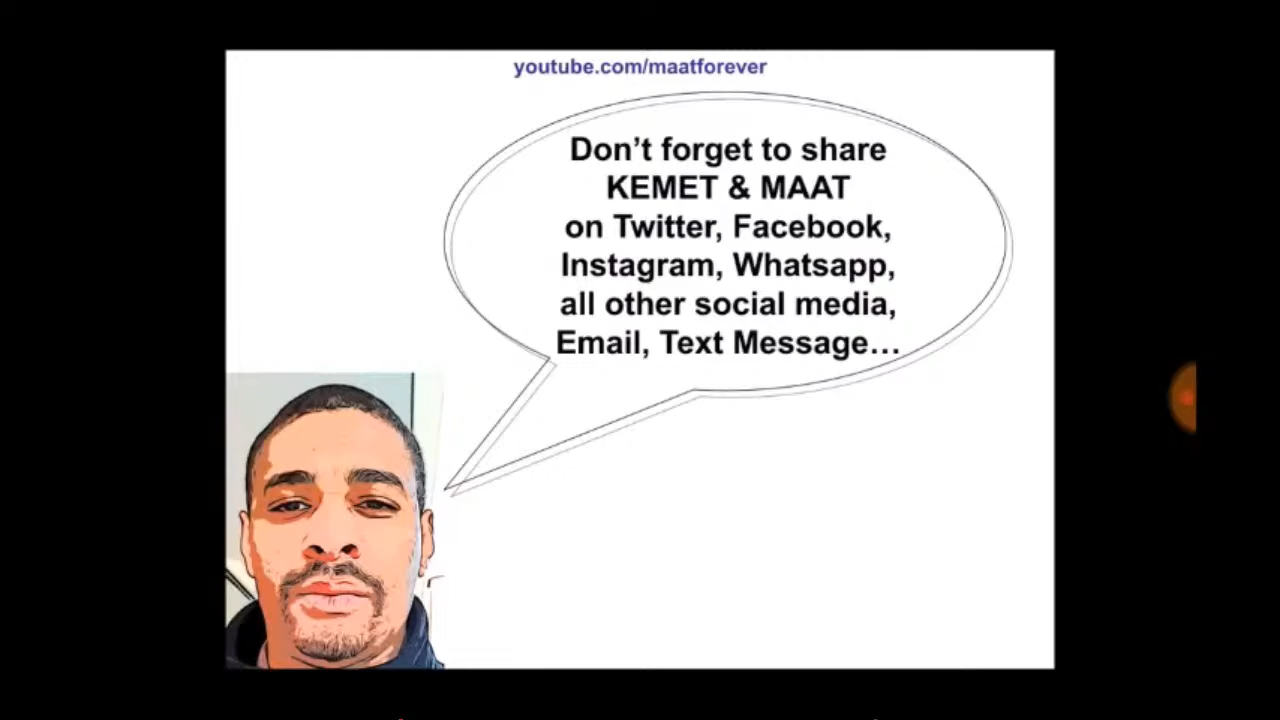 youtube.com/maatforever
Don’t forget to share
KEMET & MAAT
on Twitter, Facebook,
Instagram, Whatsapp,
all other social media,
Email, Text Message…